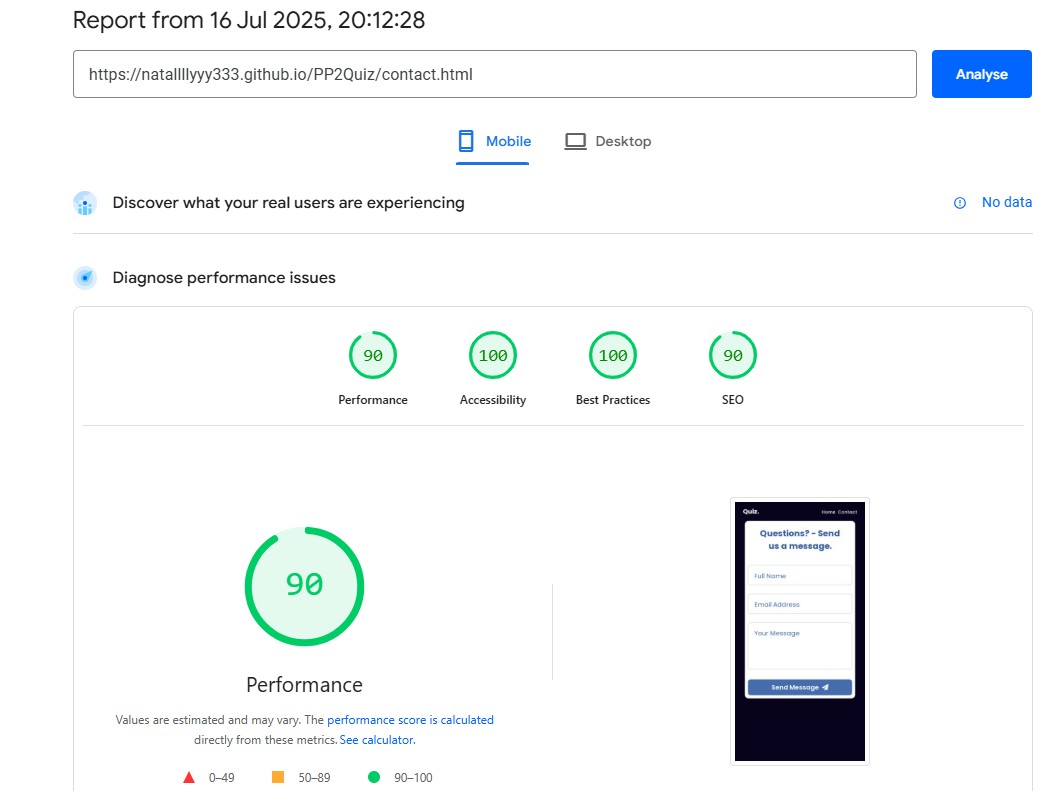 Report from 16 Jul 2025, 20:12:28
https://natallllyyy333.github.io/PP2Quiz/contact.html
Analyse
Mobile
Desktop
Discover what your real users are experiencing
No data
Diagnose performance issues
90
100
100
90
Performance
Accessibility
Best Practices
SEO
90
Performance
Values are estimated and may vary. The performance score is calculated
directly from these metrics. See calculator.
0–49
50–89
90–100
Quiz.
Home Contact
Questions? - Send
us a message.
Full Name
Email Address
Your Message
Send Message